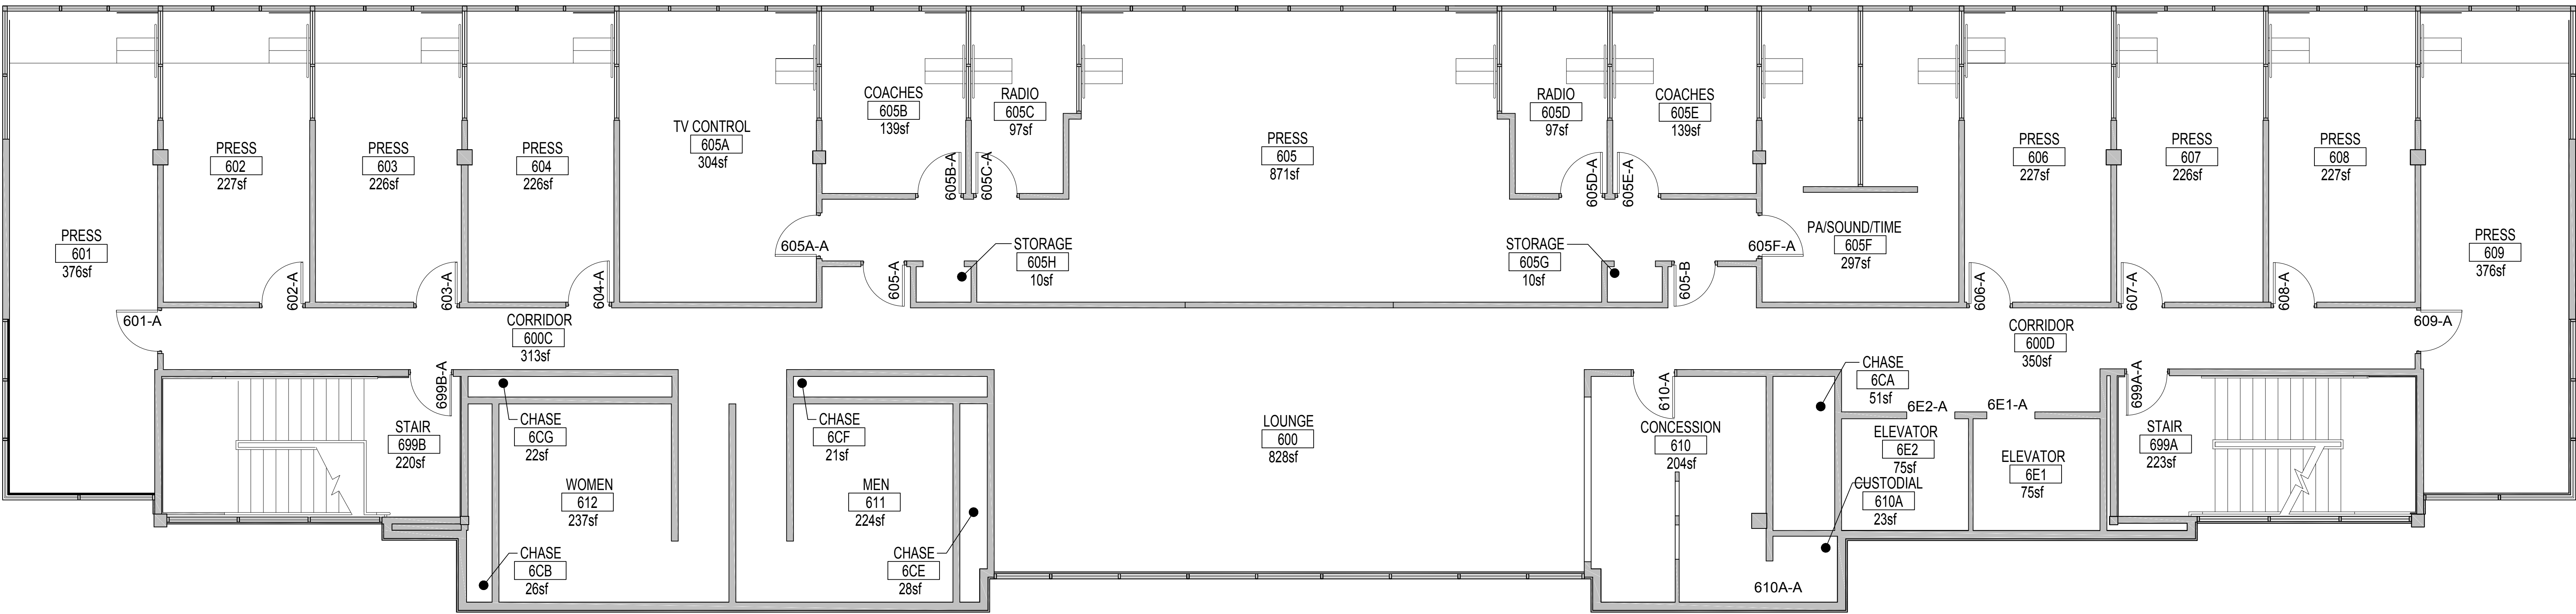 PRESS
601
376sf
601-A
PRESS
602
227sf
602-A
PRESS
603
226sf
603-A
PRESS
604
226sf
604-A
TV CONTROL
605A
304sf
605A-A
COACHES
605B
139sf
605B-A
RADIO
605C
97sf
605C-A
605-A
STORAGE
605H
10sf
PRESS
605
871sf
RADIO
605D
97sf
605D-A
COACHES
605E
139sf
605E-A
STORAGE
605G
10sf
605-B
605F-A
PA/SOUND/TIME
605F
297sf
PRESS
606
227sf
606-A
PRESS
607
226sf
607-A
PRESS
608
227sf
608-A
PRESS
609
376sf
609-A
CORRIDOR
600C
313sf
CORRIDOR
600D
350sf
699B-A
STAIR
699B
220sf
CHASE
6CG
22sf
WOMEN
612
237sf
CHASE
6CB
26sf
CHASE
6CF
21sf
MEN
611
224sf
CHASE
6CE
28sf
LOUNGE
600
828sf
610-A
CONCESSION
610
204sf
CHASE
6CA
51sf
6E2-A
6E1-A
ELEVATOR
6E2
75sf
ELEVATOR
6E1
75sf
CUSTODIAL
610A
23sf
610A-A
699A-A
STAIR
699A
223sf